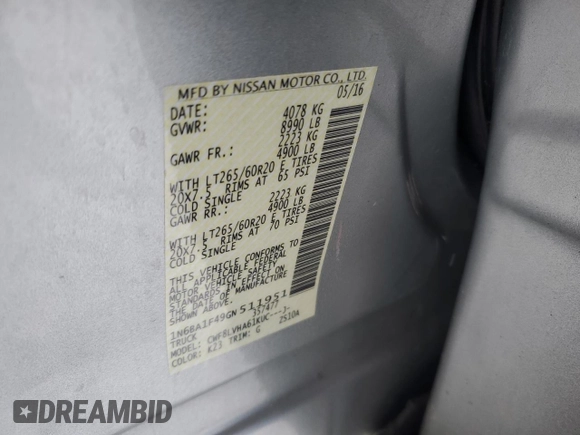 MFD BY NISSAN MOTOR CO., LTD.
DATE: 05/16
GVWR: 4078 KG
8990 LB
GAWR FR.: 2223 KG
4900 LB
WITH LT265/60R20 E TIRES
20X7.5 RIMS AT 65 PSI
COLD SINGLE
GAWR RR.: 2223 KG
4900 LB
WITH LT265/60R20 E TIRES
20X7.5 RIMS AT 70 PSI
COLD SINGLE
THIS VEHICLE CONFORMS TO
ALL APPLICABLE FEDERAL
MOTOR VEHICLE SAFETY
STANDARDS IN EFFECT ON
THE DATE OF MANUFACTURE
SHOWN ABOVE.
1N6BA1F49GN511951
TRUCK 357477
MODEL: CWF8LVHA61KUC---J-
COLOR: K23 TRIM: G ZS10A
DREAMBID